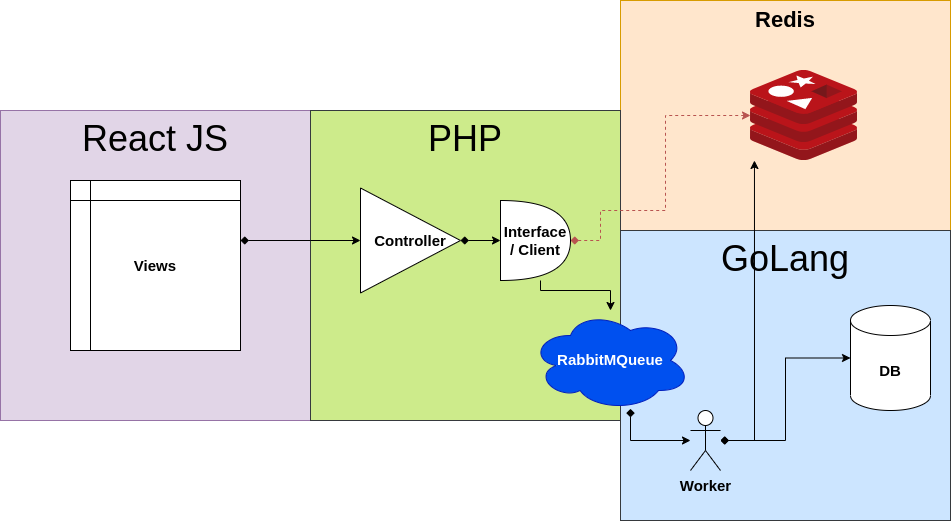 Redis
React JS
PHP
Controller
Interface
/ Client
Views
GoLang
RabbitMQueue
DB
Worker